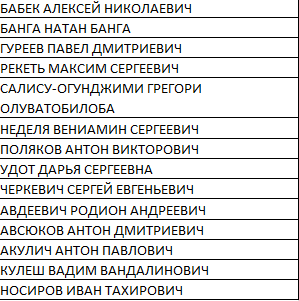 БАБЕК АЛЕКСЕЙ НИКОЛАЕВИЧ
БАНГА НАТАН БАНГА
ГУРЕЕВ ПАВЕЛ ДМИТРИЕВИЧ
РЕКЕТЬ МАКСИМ СЕРГЕЕВИЧ
САЛИСУ-ОГУНДЖИМИ ГРЕГОРИ
ОЛУВАТОБИЛОБА
НЕДЕЛЯ ВЕНИАМИН СЕРГЕЕВИЧ
ПОЛЯКОВ АНТОН ВИКТОРОВИЧ
УДОТ ДАРЬЯ СЕРГЕЕВНА
ЧЕРКЕВИЧ СЕРГЕЙ ЕВГЕНЬЕВИЧ
АВДЕЕВИЧ РОДИОН АНДРЕЕВИЧ
АВСЮКОВ АНТОН ДМИТРИЕВИЧ
АКУЛИЧ АНТОН ПАВЛОВИЧ
КУЛЕШ ВАДИМ ВАНДАЛИНОВИЧ
НОСИРОВ ИВАН ТАХИРОВИЧ